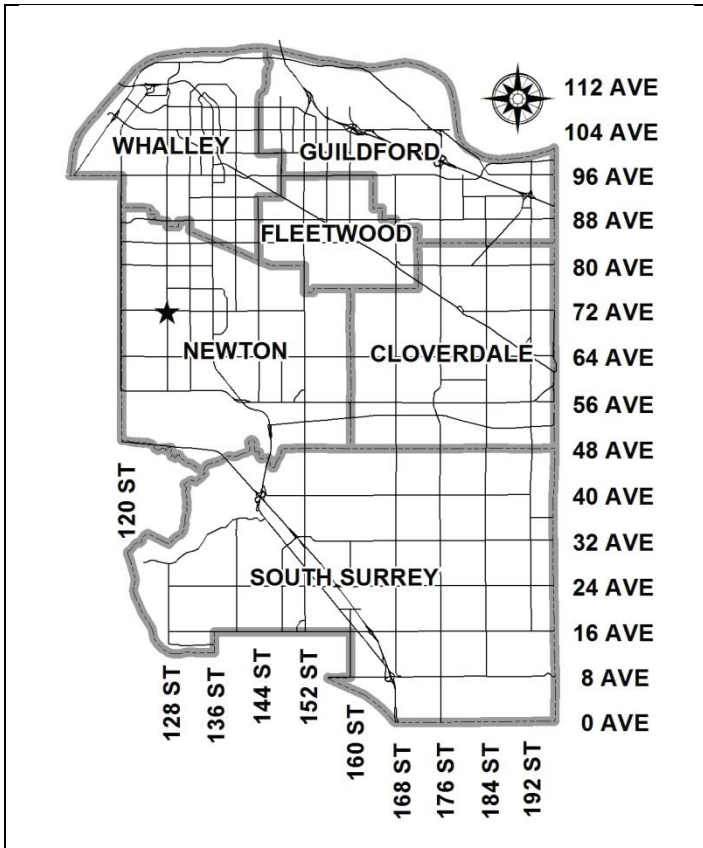 112 AVE
104 AVE
WHALLEY
GUILDFORD
96 AVE
88 AVE
FLEETWOOD
80 AVE
72 AVE
NEWTON
CLOVERDALE
64 AVE
56 AVE
48 AVE
120 ST
40 AVE
32 AVE
SOUTH SURREY
24 AVE
16 AVE
128 ST
136 ST
144 ST
152 ST
8 AVE
160 ST
0 AVE
168 ST
176 ST
184 ST
192 ST